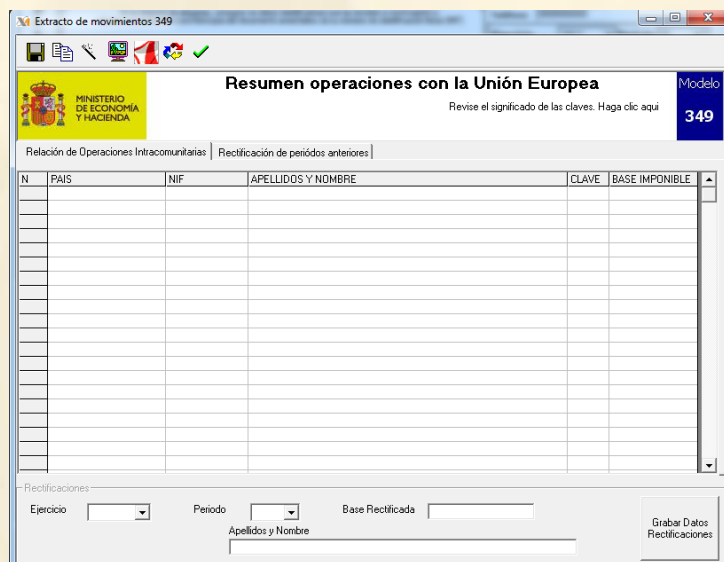 Extracto de movimientos 349
MINISTERIO
DE ECONOMÍA
Y HACIENDA
Resumen operaciones con la Unión Europea
Revise el significado de las claves. Haga clic aqui
Modelo
349
Relación de Operaciones Intracomunitarias
Rectificación de periódos anteriores
N PAIS NIF APELLIDOS Y NOMBRE CLAVE BASE IMPONIBLE
Rectificaciones
Ejercicio Periodo Base Rectificada
Apellidos y Nombre
Grabar Datos
Rectificaciones